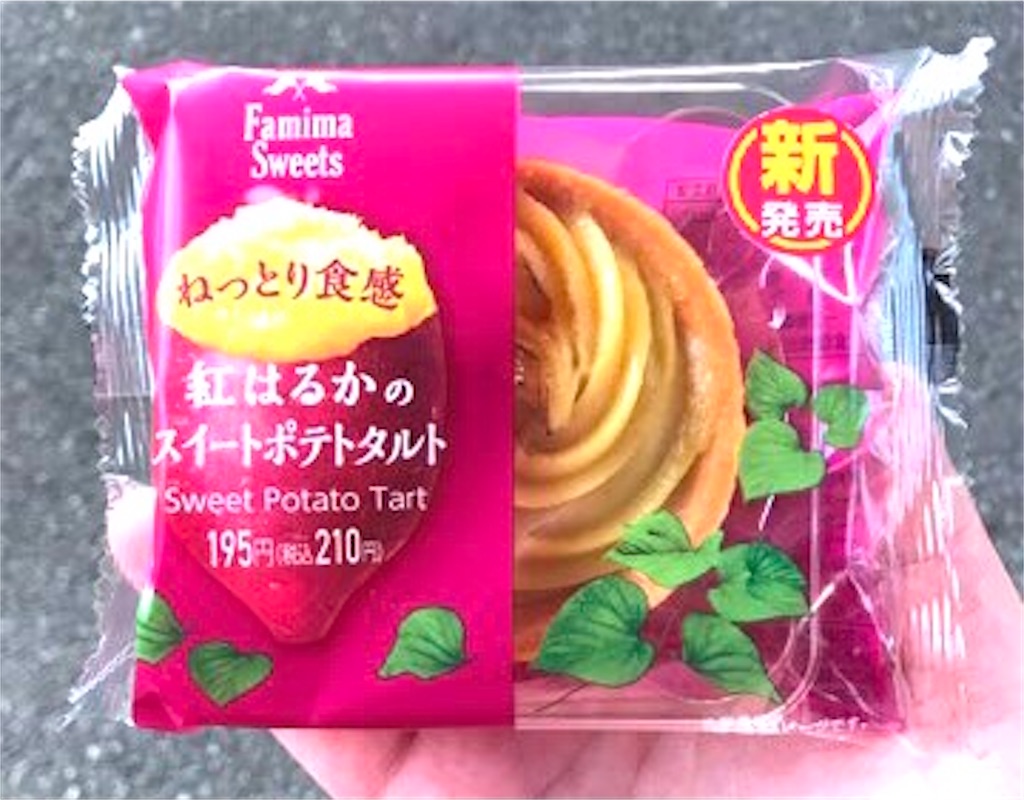 Famima
Sweets
新
発売
ねっとり食感
紅はるかの
スイートポテトタルト
Sweet Potato Tart
195円(税込210円)